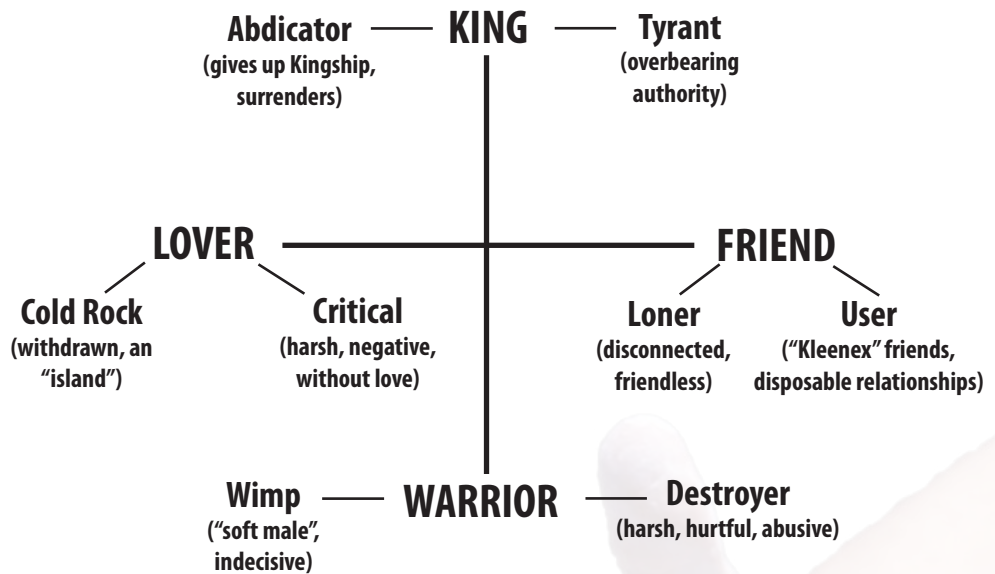 Abdicator
(gives up Kingship,
surrenders)
KING
Tyrant
(overbearing
authority)
LOVER
Cold Rock
(withdrawn, an
“island”)
Critical
(harsh, negative,
without love)
FRIEND
Loner
(disconnected,
friendless)
User
(“Kleenex” friends,
disposable relationships)
Wimp
(“soft male”,
indecisive)
WARRIOR
Destroyer
(harsh, hurtful, abusive)